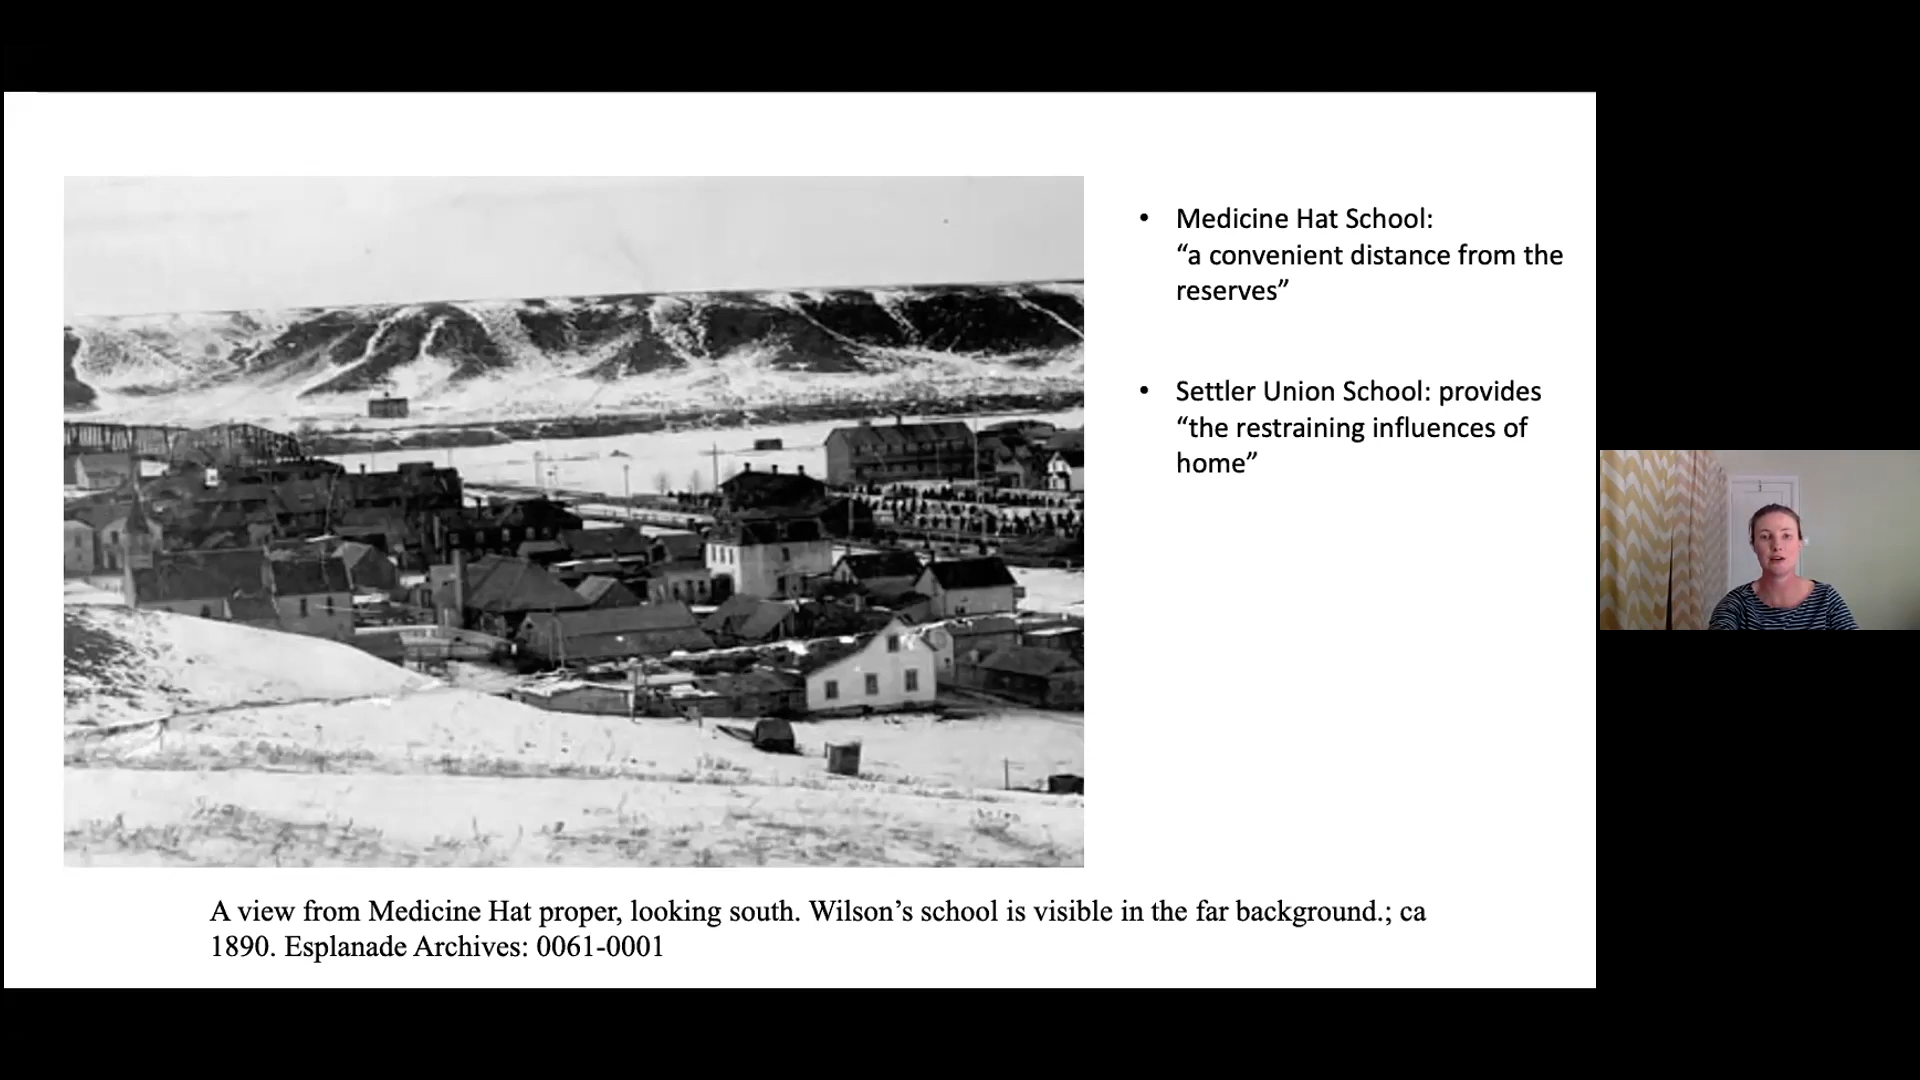 • Medicine Hat School:
“a convenient distance from the
reserves”
• Settler Union School: provides
“the restraining influences of
home”
A view from Medicine Hat proper, looking south. Wilson’s school is visible in the far background.; ca
1890. Esplanade Archives: 0061-0001